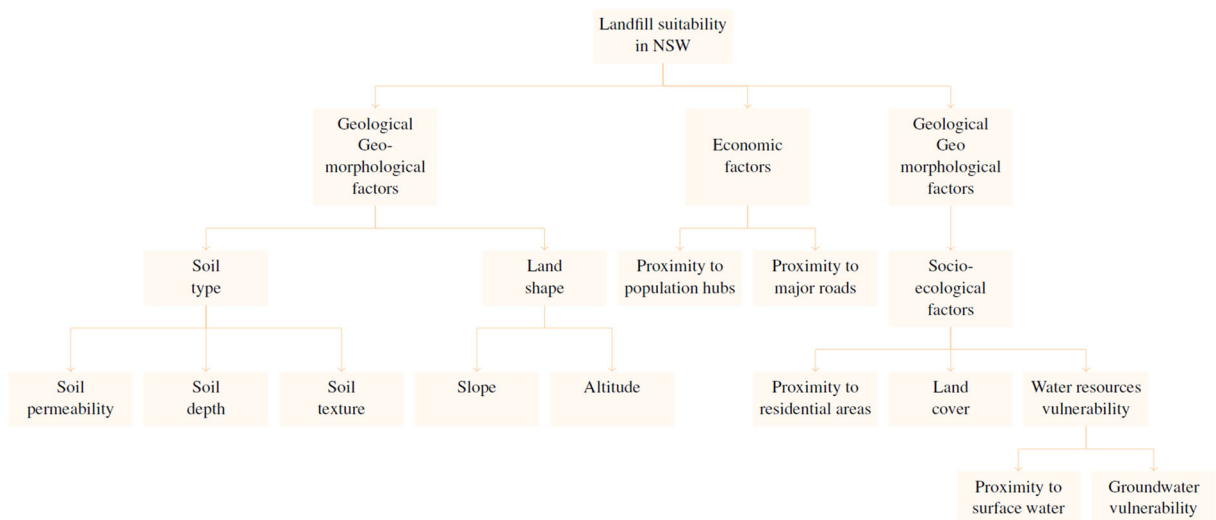 Landfill suitability
in NSW
Geological
Geo-
morphological
factors
Economic
factors
Geological
Geo
morphological
factors
Soil
type
Land
shape
Proximity to
population hubs
Proximity to
major roads
Socio-
ecological
factors
Soil
permeability
Soil
depth
Soil
texture
Slope
Altitude
Proximity to
residential areas
Land
cover
Water resources
vulnerability
Proximity to
surface water
Groundwater
vulnerability